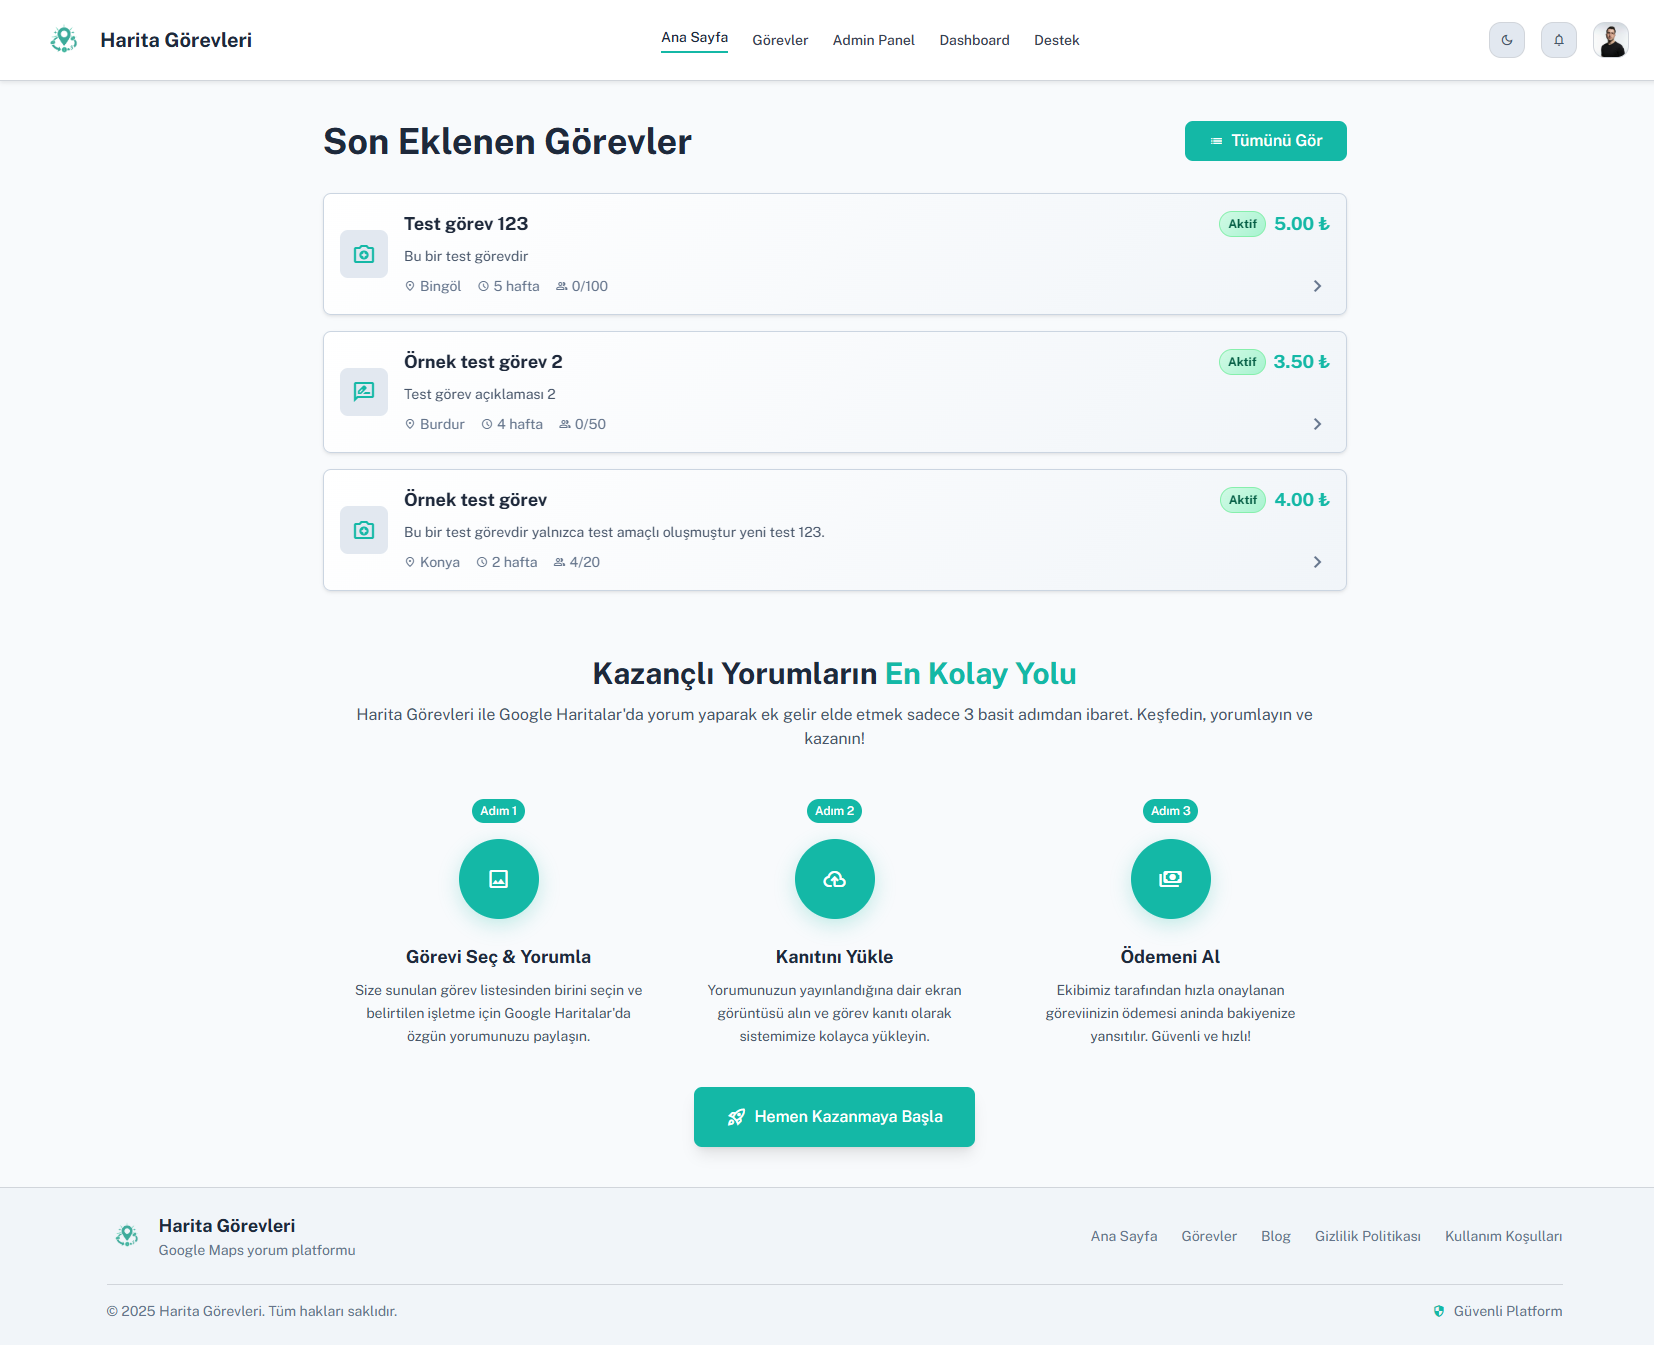 Harita Görevleri
Ana Sayfa
Görevler
Admin Panel
Dashboard
Destek
Son Eklenen Görevler
Tümünü Gör
Test görev 123
Aktif 5.00 ₺
Bu bir test görevdir
Bingöl 5 hafta 0/100
Örnek test görev 2
Aktif 3.50 ₺
Test görev açıklaması 2
Burdur 4 hafta 0/50
Örnek test görev
Aktif 4.00 ₺
Bu bir test görevdir yalnızca test amaçlı oluşmuştur yeni test 123.
Konya 2 hafta 4/20
Kazançlı Yorumların En Kolay Yolu
Harita Görevleri ile Google Haritalar'da yorum yaparak ek gelir elde etmek sadece 3 basit adımdan ibaret. Keşfedin, yorumlayın ve
kazanın!
Adım 1
Görevi Seç & Yorumla
Size sunulan görev listesinden birini seçin ve
belirtilen işletme için Google Haritalar'da
özgün yorumunuzu paylaşın.
Adım 2
Kanıtını Yükle
Yorumunuzun yayınlandığına dair ekran
görüntüsü alın ve görev kanıtı olarak
sistemimize kolayca yükleyin.
Adım 3
Ödemeni Al
Ekibimiz tarafından hızla onaylanan
göreviinizin ödemesi aninda bakiyenize
yansıtılır. Güvenli ve hızlı!
Hemen Kazanmaya Başla
Harita Görevleri
Google Maps yorum platformu
Ana Sayfa
Görevler
Blog
Gizlilik Politikası
Kullanım Koşulları
© 2025 Harita Görevleri. Tüm hakları saklıdır.
Güvenli Platform